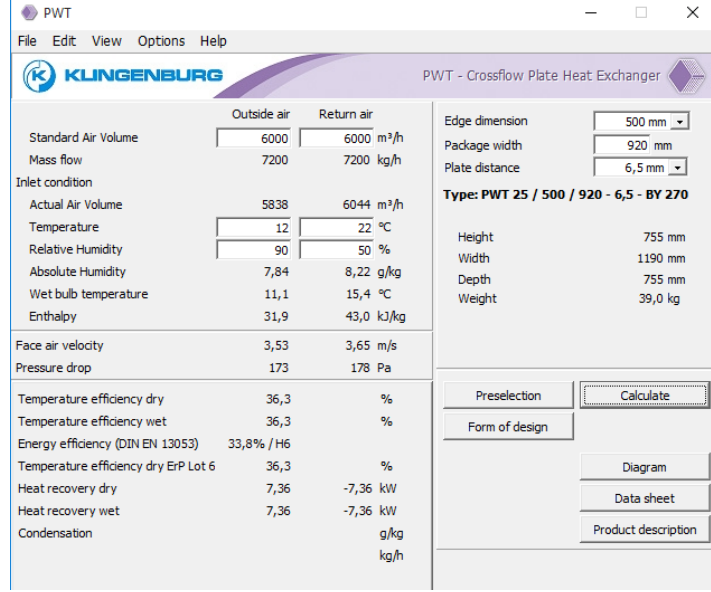 PWT
File Edit View Options Help
KLINGENBURG
PWT - Crossflow Plate Heat Exchanger
Outside air Return air
Standard Air Volume 6000 6000 m³/h
Mass flow 7200 7200 kg/h
Inlet condition
Actual Air Volume 5838 6044 m³/h
Temperature 12 22 °C
Relative Humidity 90 50 %
Absolute Humidity 7,84 8,22 g/kg
Wet bulb temperature 11,1 15,4 °C
Enthalpy 31,9 43,0 kJ/kg
Face air velocity 3,53 3,65 m/s
Pressure drop 173 178 Pa
Temperature efficiency dry 36,3 %
Temperature efficiency wet 36,3 %
Energy efficiency (DIN EN 13053) 33,8% / H6
Temperature efficiency dry ErP Lot 6 36,3 %
Heat recovery dry 7,36 -7,36 kW
Heat recovery wet 7,36 -7,36 kW
Condensation g/kg
kg/h
Edge dimension 500 mm
Package width 920 mm
Plate distance 6,5 mm
Type: PWT 25 / 500 / 920 - 6,5 - BY 270
Height 755 mm
Width 1190 mm
Depth 755 mm
Weight 39,0 kg
Preselection Calculate
Form of design
Diagram
Data sheet
Product description